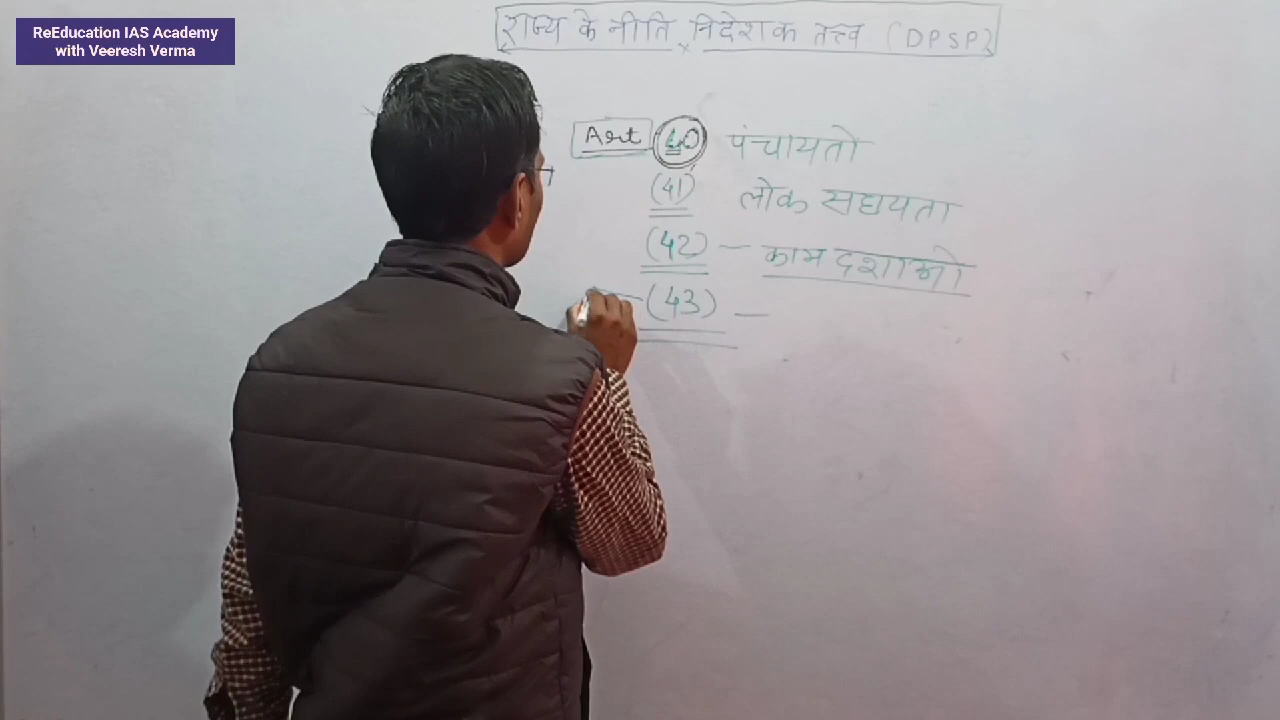 ReEducation IAS Academy
with Veeresh Verma
राज्य के नीति निदेशक तत्त्व (DPSP)
Art 40 पंचायतो
(41) लोक सहायता
(42) — काम दशाओ
(43) —